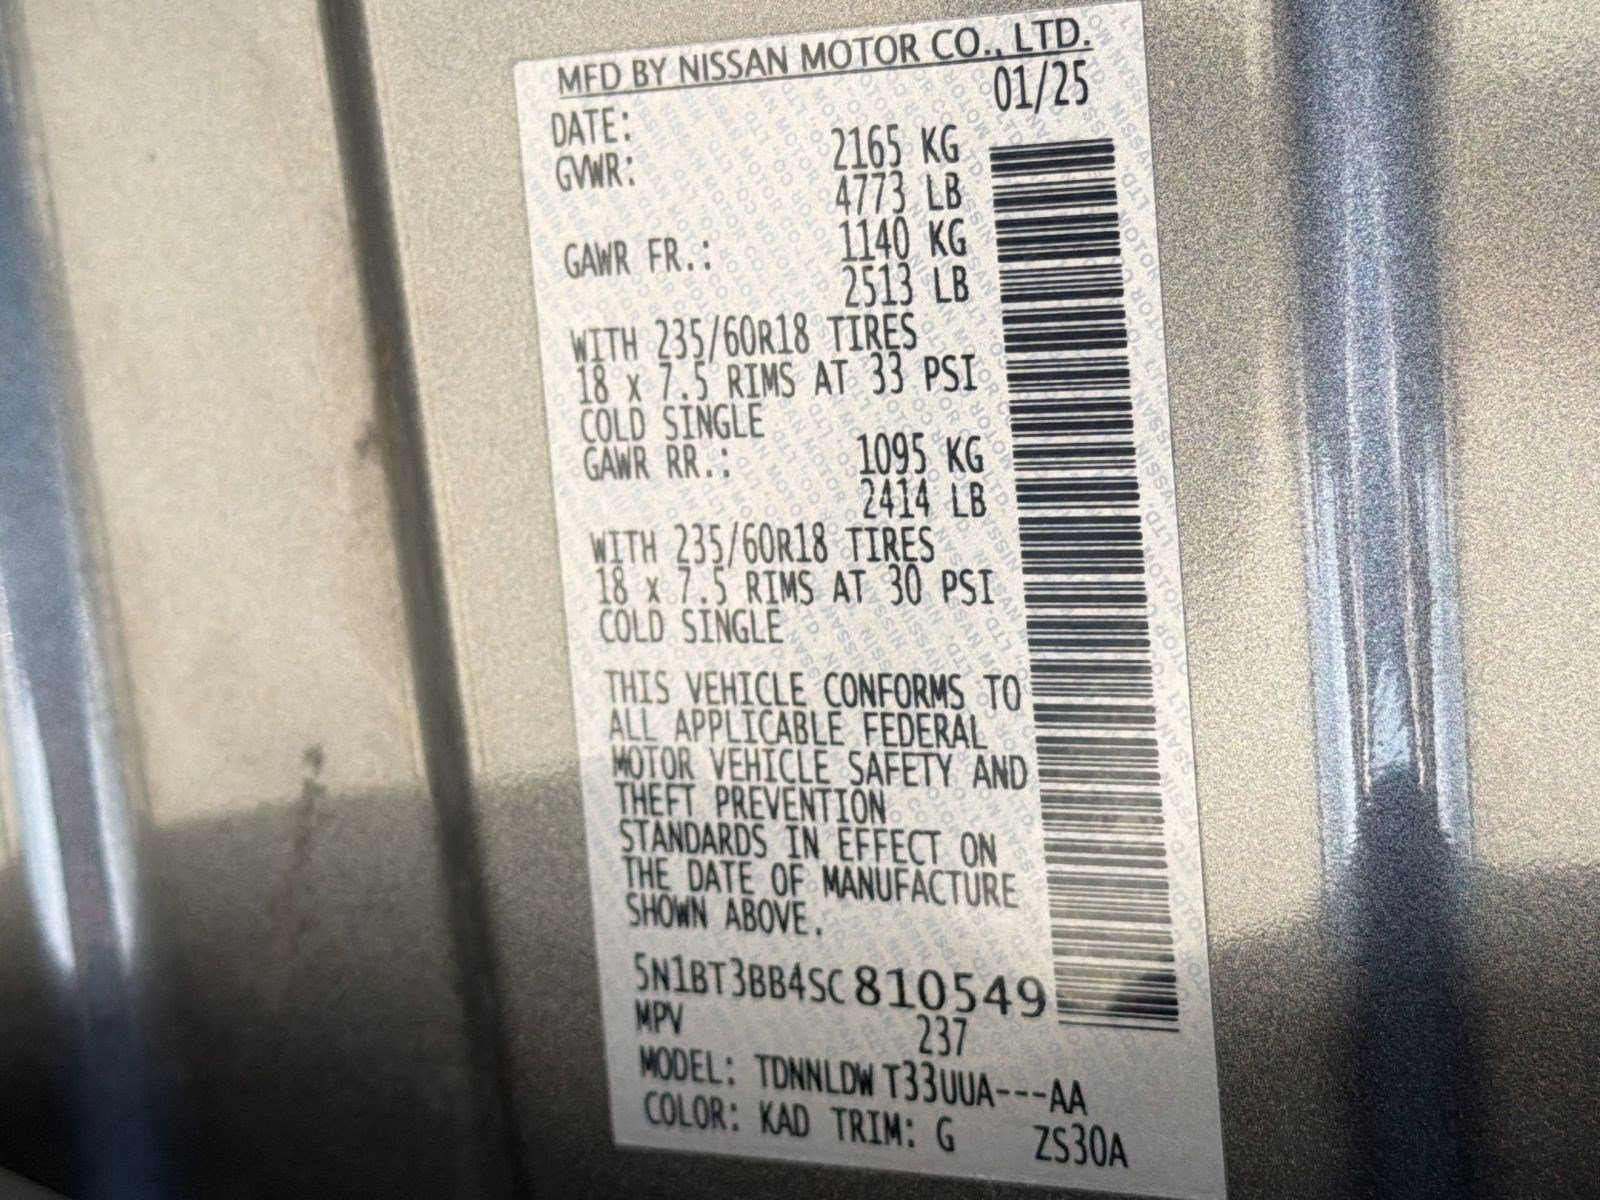 MFD BY NISSAN MOTOR CO., LTD.
DATE: 01/25
GVWR: 2165 KG
4773 LB
GAWR FR.: 1140 KG
2513 LB
WITH 235/60R18 TIRES
18 x 7.5 RIMS AT 33 PSI
COLD SINGLE
GAWR RR.: 1095 KG
2414 LB
WITH 235/60R18 TIRES
18 x 7.5 RIMS AT 30 PSI
COLD SINGLE
THIS VEHICLE CONFORMS TO
ALL APPLICABLE FEDERAL
MOTOR VEHICLE SAFETY AND
THEFT PREVENTION
STANDARDS IN EFFECT ON
THE DATE OF MANUFACTURE
SHOWN ABOVE.
5N1BT3BB4SC810549
MPV 237
MODEL: TDNNLDW T33UUA---AA
COLOR: KAD TRIM: G ZS30A